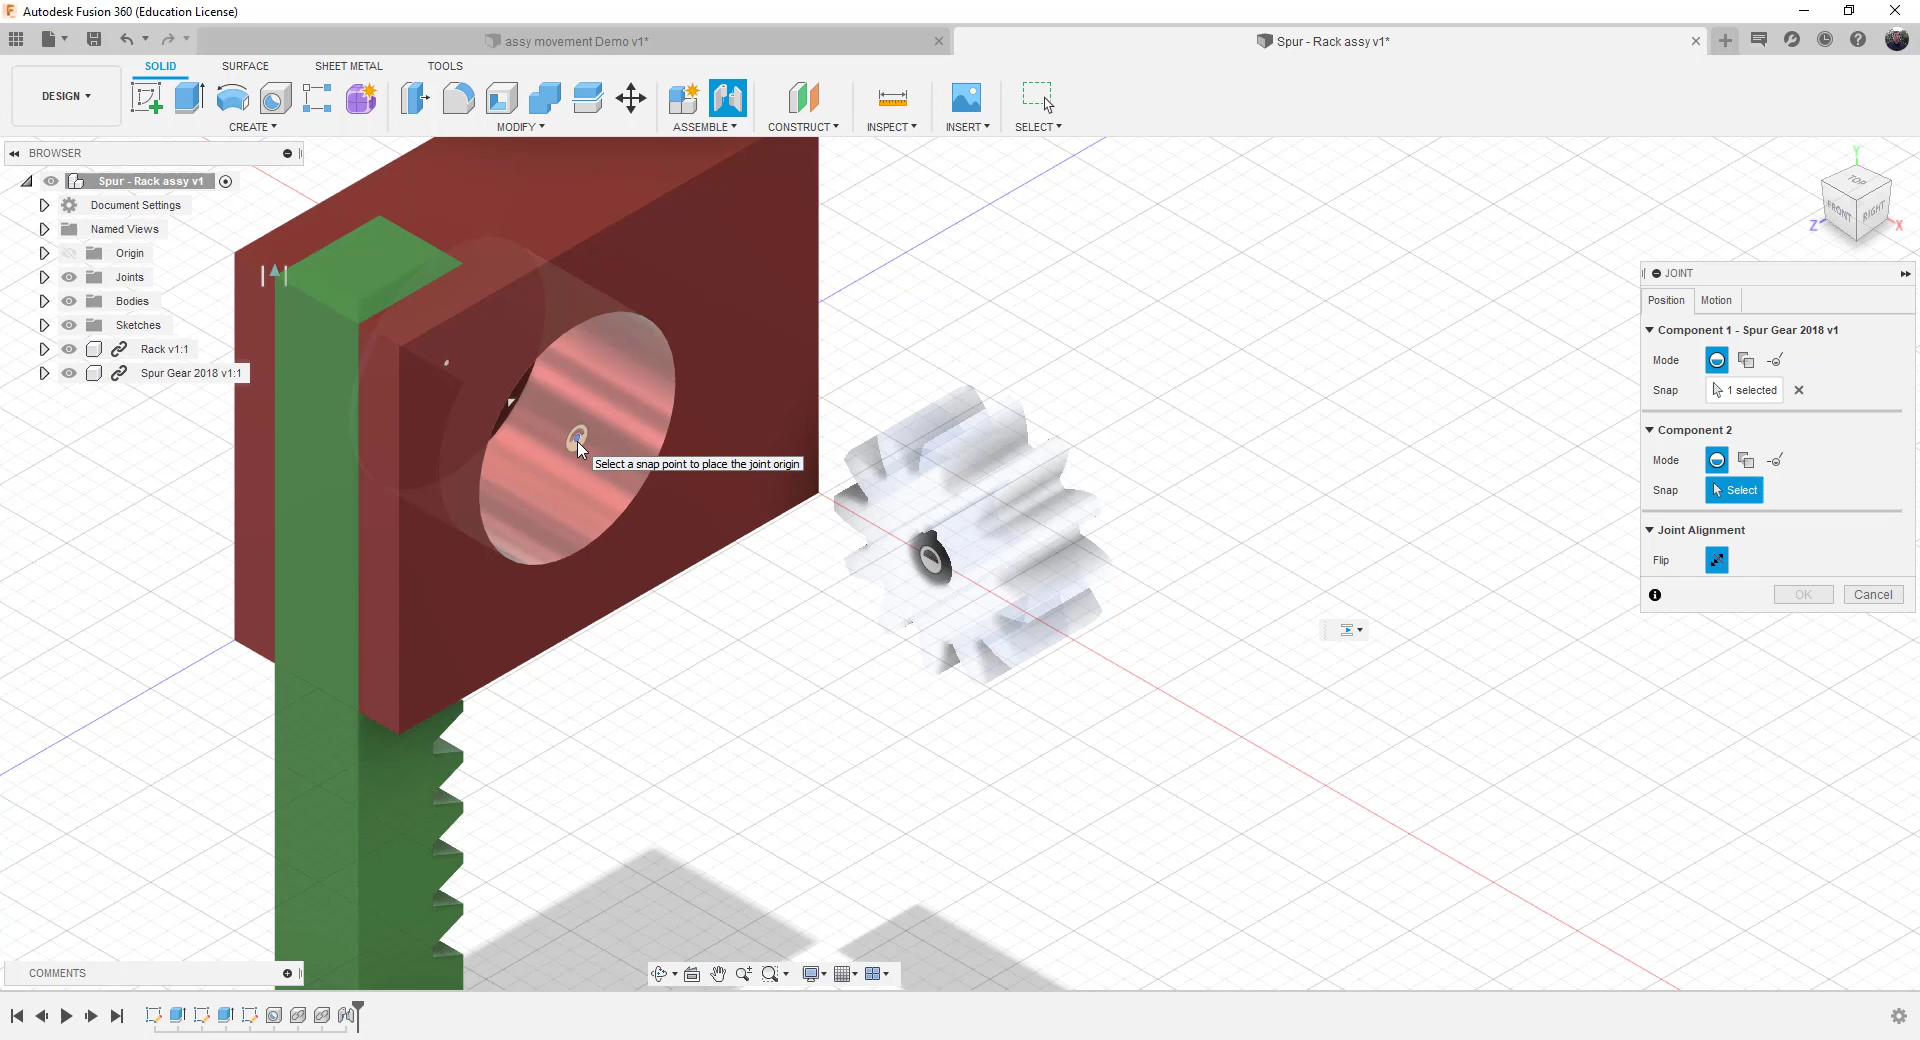 Autodesk Fusion 360 (Education License)
assy movement Demo v1*
Spur - Rack assy v1*
SOLID SURFACE SHEET METAL TOOLS
DESIGN
CREATE MODIFY ASSEMBLE CONSTRUCT INSPECT INSERT SELECT
BROWSER
Spur - Rack assy v1
Document Settings
Named Views
Origin
Joints
Bodies
Sketches
Rack v1:1
Spur Gear 2018 v1:1
Select a snap point to place the joint origin
Y
TOP
FRONT RIGHT
Z X
JOINT
Position Motion
Component 1 - Spur Gear 2018 v1
Mode
Snap 1 selected
Component 2
Mode
Snap Select
Joint Alignment
Flip
OK Cancel
COMMENTS